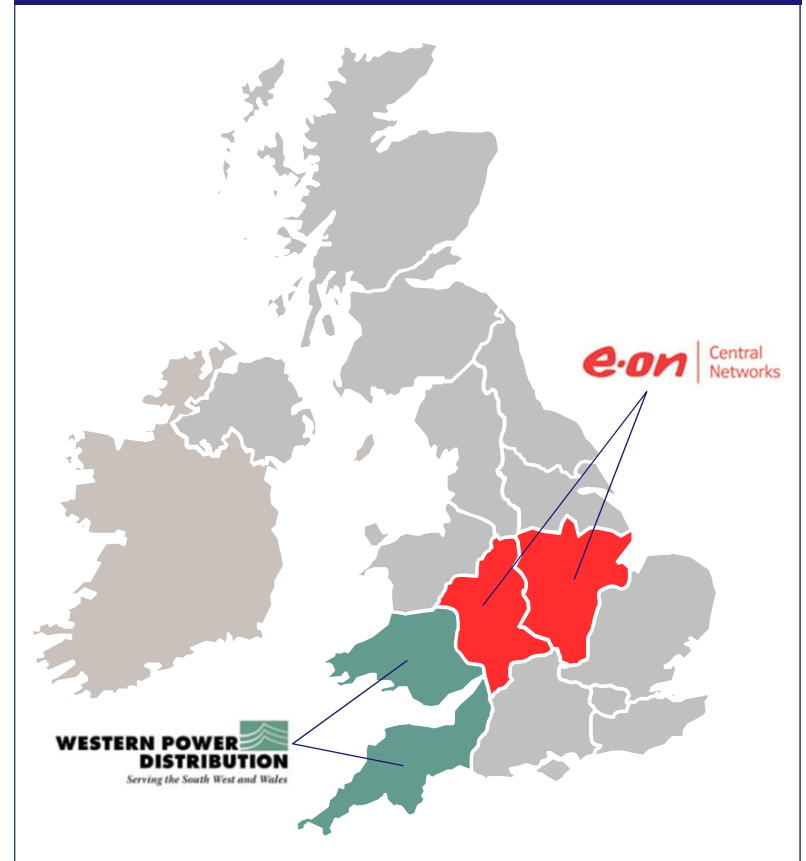 e·on
Central
Networks
WESTERN POWER
DISTRIBUTION
Serving the South West and Wales